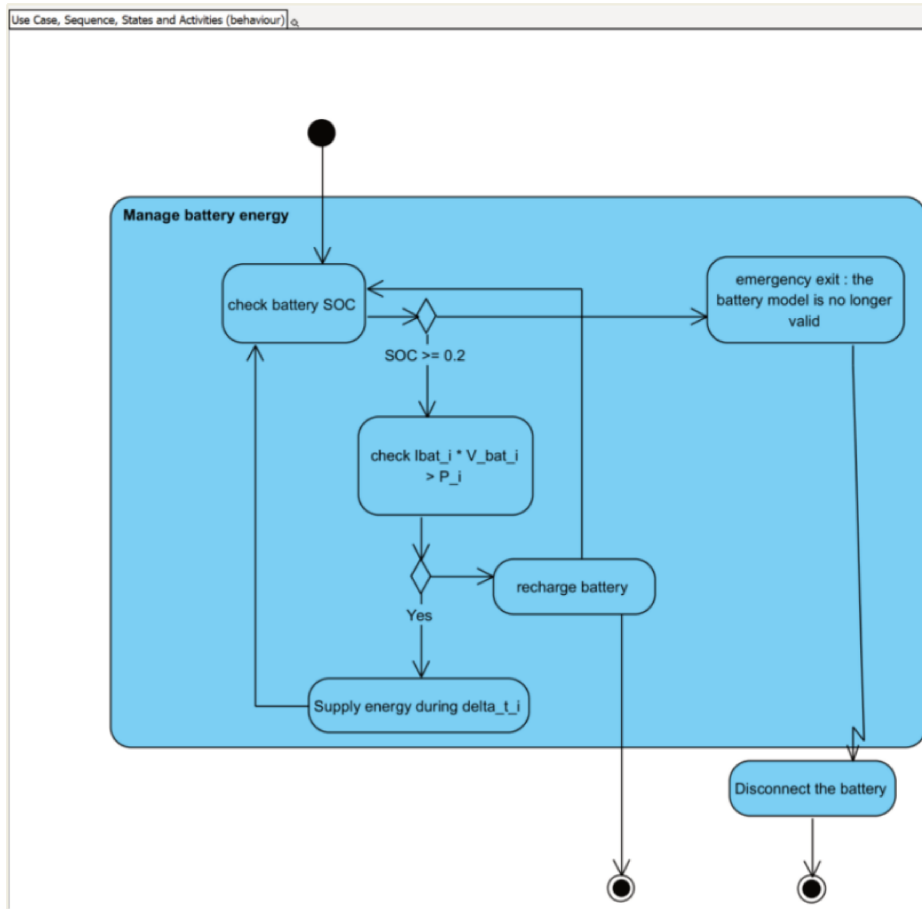 Use Case, Sequence, States and Activities (behaviour)
Manage battery energy
check battery SOC
emergency exit : the
battery model is no longer
valid
SOC >= 0.2
check Ibat_i * V_bat_i
> P_i
recharge battery
Yes
Supply energy during delta_t_i
Disconnect the battery